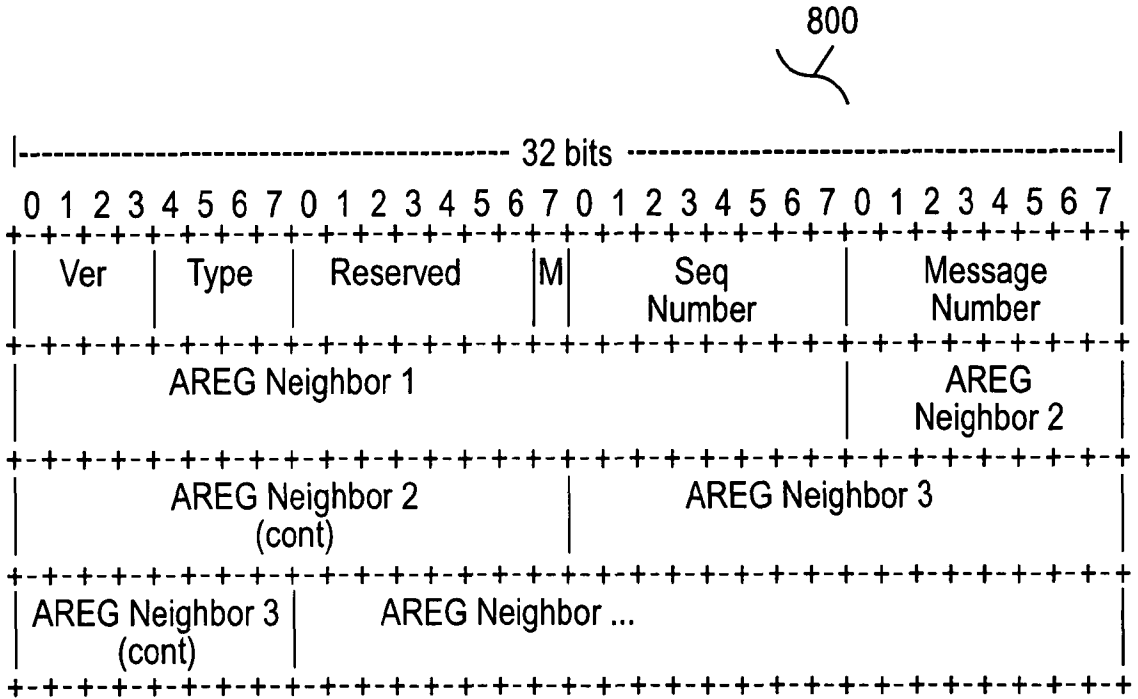 800
|---------------------------- 32 bits ----------------------------|
0 1 2 3 4 5 6 7 0 1 2 3 4 5 6 7 0 1 2 3 4 5 6 7 0 1 2 3 4 5 6 7
+-+-+-+-+-+-+-+-+-+-+-+-+-+-+-+-+-+-+-+-+-+-+-+-+-+-+-+-+-+-+-+-+
| Ver | Type | Reserved |M| Seq Number | Message Number |
+-+-+-+-+-+-+-+-+-+-+-+-+-+-+-+-+-+-+-+-+-+-+-+-+-+-+-+-+-+-+-+-+
| AREG Neighbor 1 | AREG Neighbor 2 |
+-+-+-+-+-+-+-+-+-+-+-+-+-+-+-+-+-+-+-+-+-+-+-+-+-+-+-+-+-+-+-+-+
| AREG Neighbor 2 (cont) | AREG Neighbor 3 |
+-+-+-+-+-+-+-+-+-+-+-+-+-+-+-+-+-+-+-+-+-+-+-+-+-+-+-+-+-+-+-+-+
| AREG Neighbor 3 (cont) | AREG Neighbor ... |
+-+-+-+-+-+-+-+-+-+-+-+-+-+-+-+-+-+-+-+-+-+-+-+-+-+-+-+-+-+-+-+-+